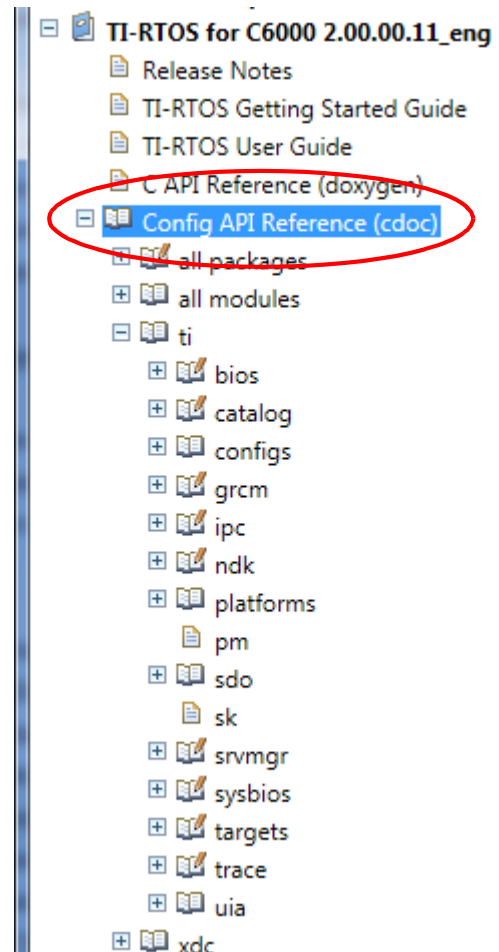 TI-RTOS for C6000 2.00.00.11_eng
Release Notes
TI-RTOS Getting Started Guide
TI-RTOS User Guide
C API Reference (doxygen)
Config API Reference (cdoc)
all packages
all modules
ti
bios
catalog
configs
grcm
ipc
ndk
platforms
pm
sdo
sk
srvmgr
sysbios
targets
trace
uia
xdc